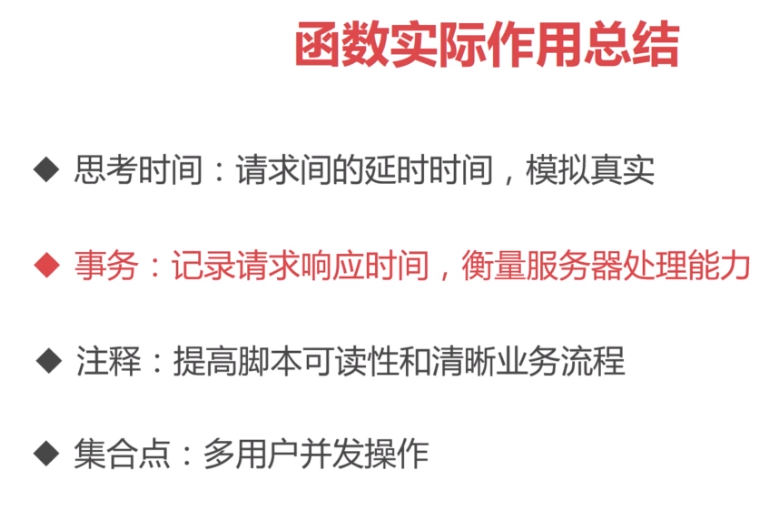 函数实际作用总结
◆ 思考时间：请求间的延时时间，模拟真实
◆ 事务：记录请求响应时间，衡量服务器处理能力
◆ 注释：提高脚本可读性和清晰业务流程
◆ 集合点：多用户并发操作